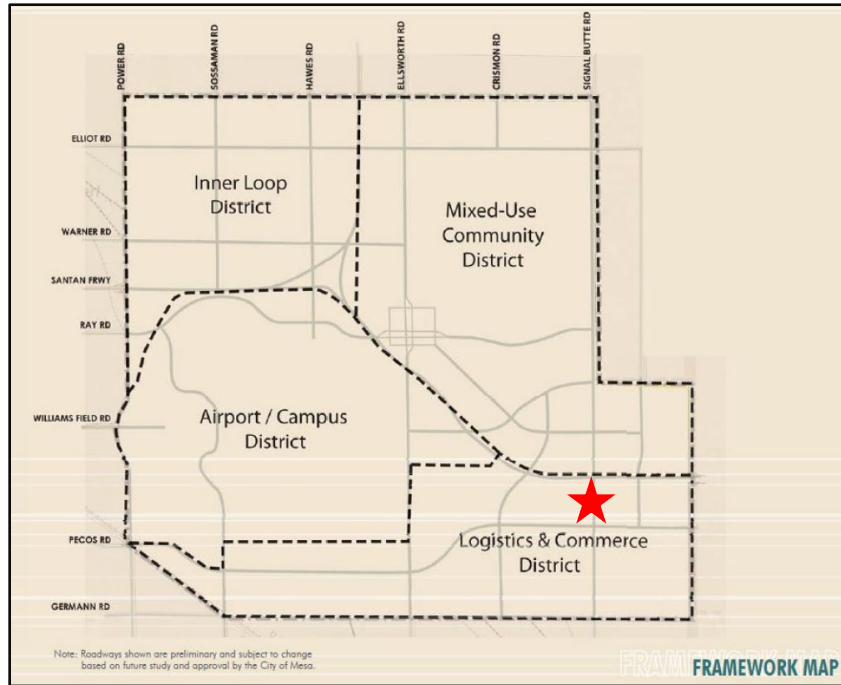 POWER RD
SOSSAMAN RD
HAWES RD
ELLSWORTH RD
CRISMON RD
SIGNAL BUTTE RD
ELLIOT RD
Inner Loop
District
Mixed-Use
Community
District
WARNER RD
SANTAN FRWY
RAY RD
WILLIAMS FIELD RD
Airport / Campus
District
PECOS RD
Logistics & Commerce
District
GERMANN RD
Note: Roadways shown are preliminary and subject to change
based on future study and approval by the City of Mesa.
FRAMEWORK MAP
FRAMEWORK MAP